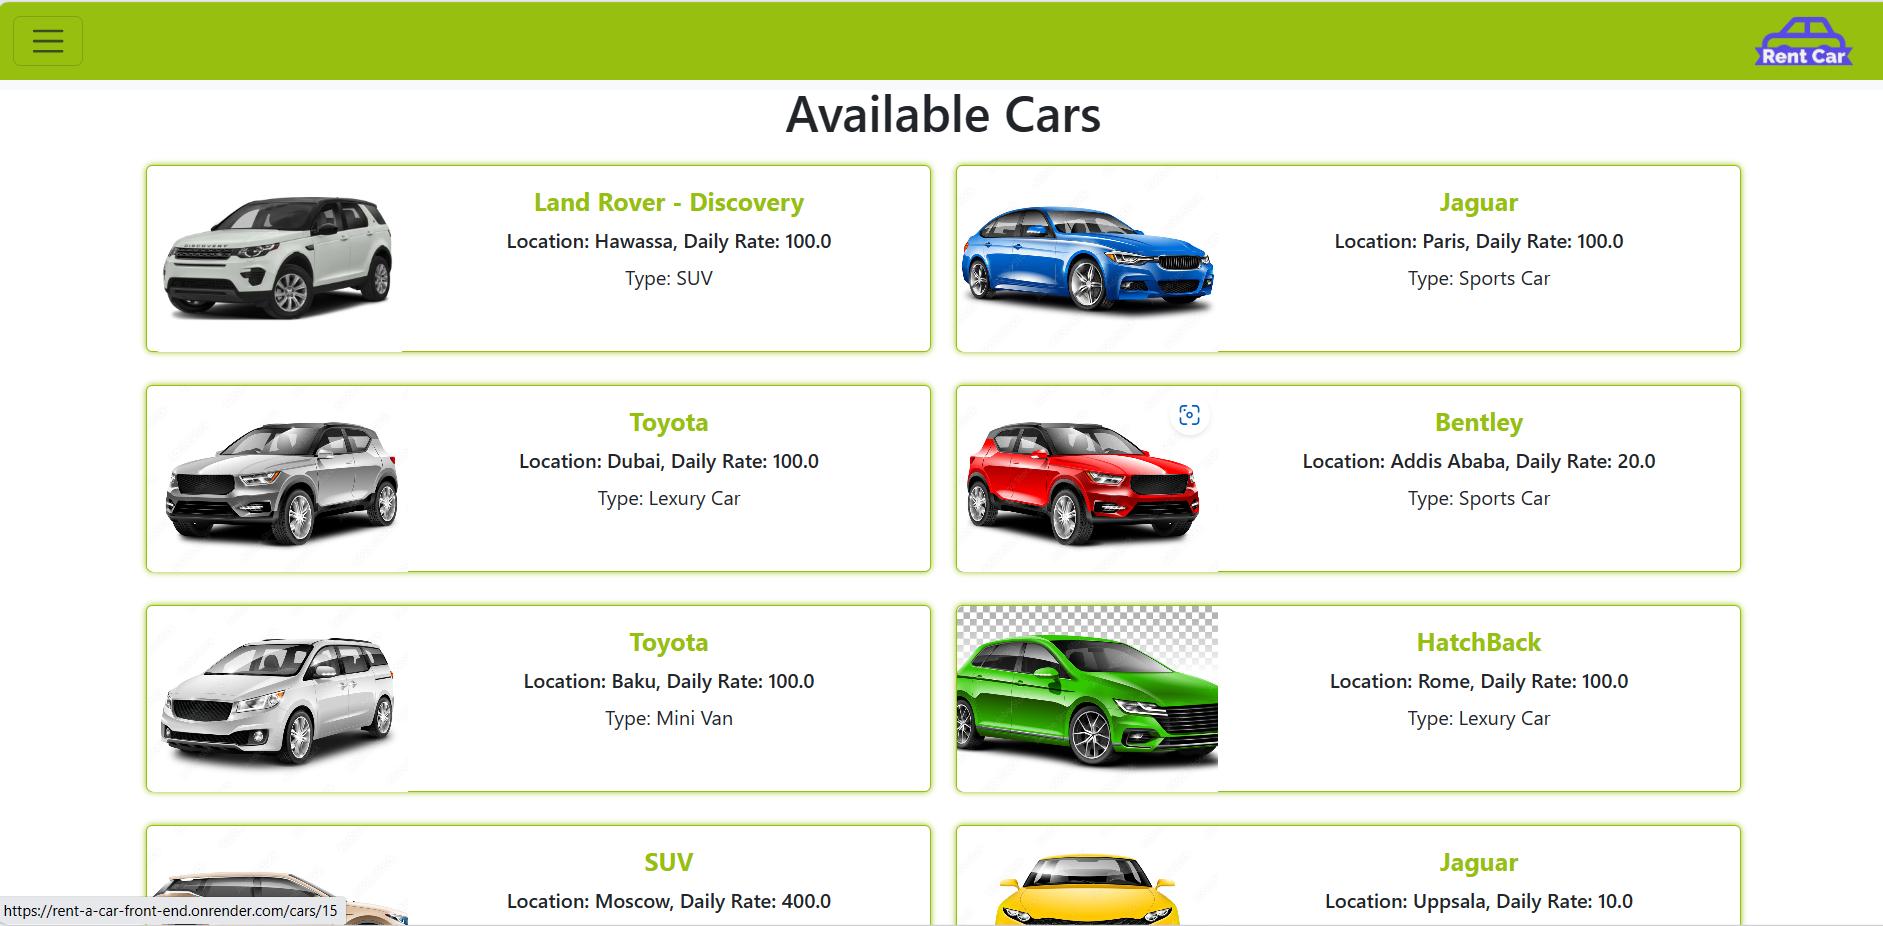 Rent Car
Available Cars
Land Rover - Discovery
Location: Hawassa, Daily Rate: 100.0
Type: SUV
Jaguar
Location: Paris, Daily Rate: 100.0
Type: Sports Car
Toyota
Location: Dubai, Daily Rate: 100.0
Type: Lexury Car
Bentley
Location: Addis Ababa, Daily Rate: 20.0
Type: Sports Car
Toyota
Location: Baku, Daily Rate: 100.0
Type: Mini Van
HatchBack
Location: Rome, Daily Rate: 100.0
Type: Lexury Car
SUV
Location: Moscow, Daily Rate: 400.0
Jaguar
Location: Uppsala, Daily Rate: 10.0
https://rent-a-car-front-end.onrender.com/cars/15